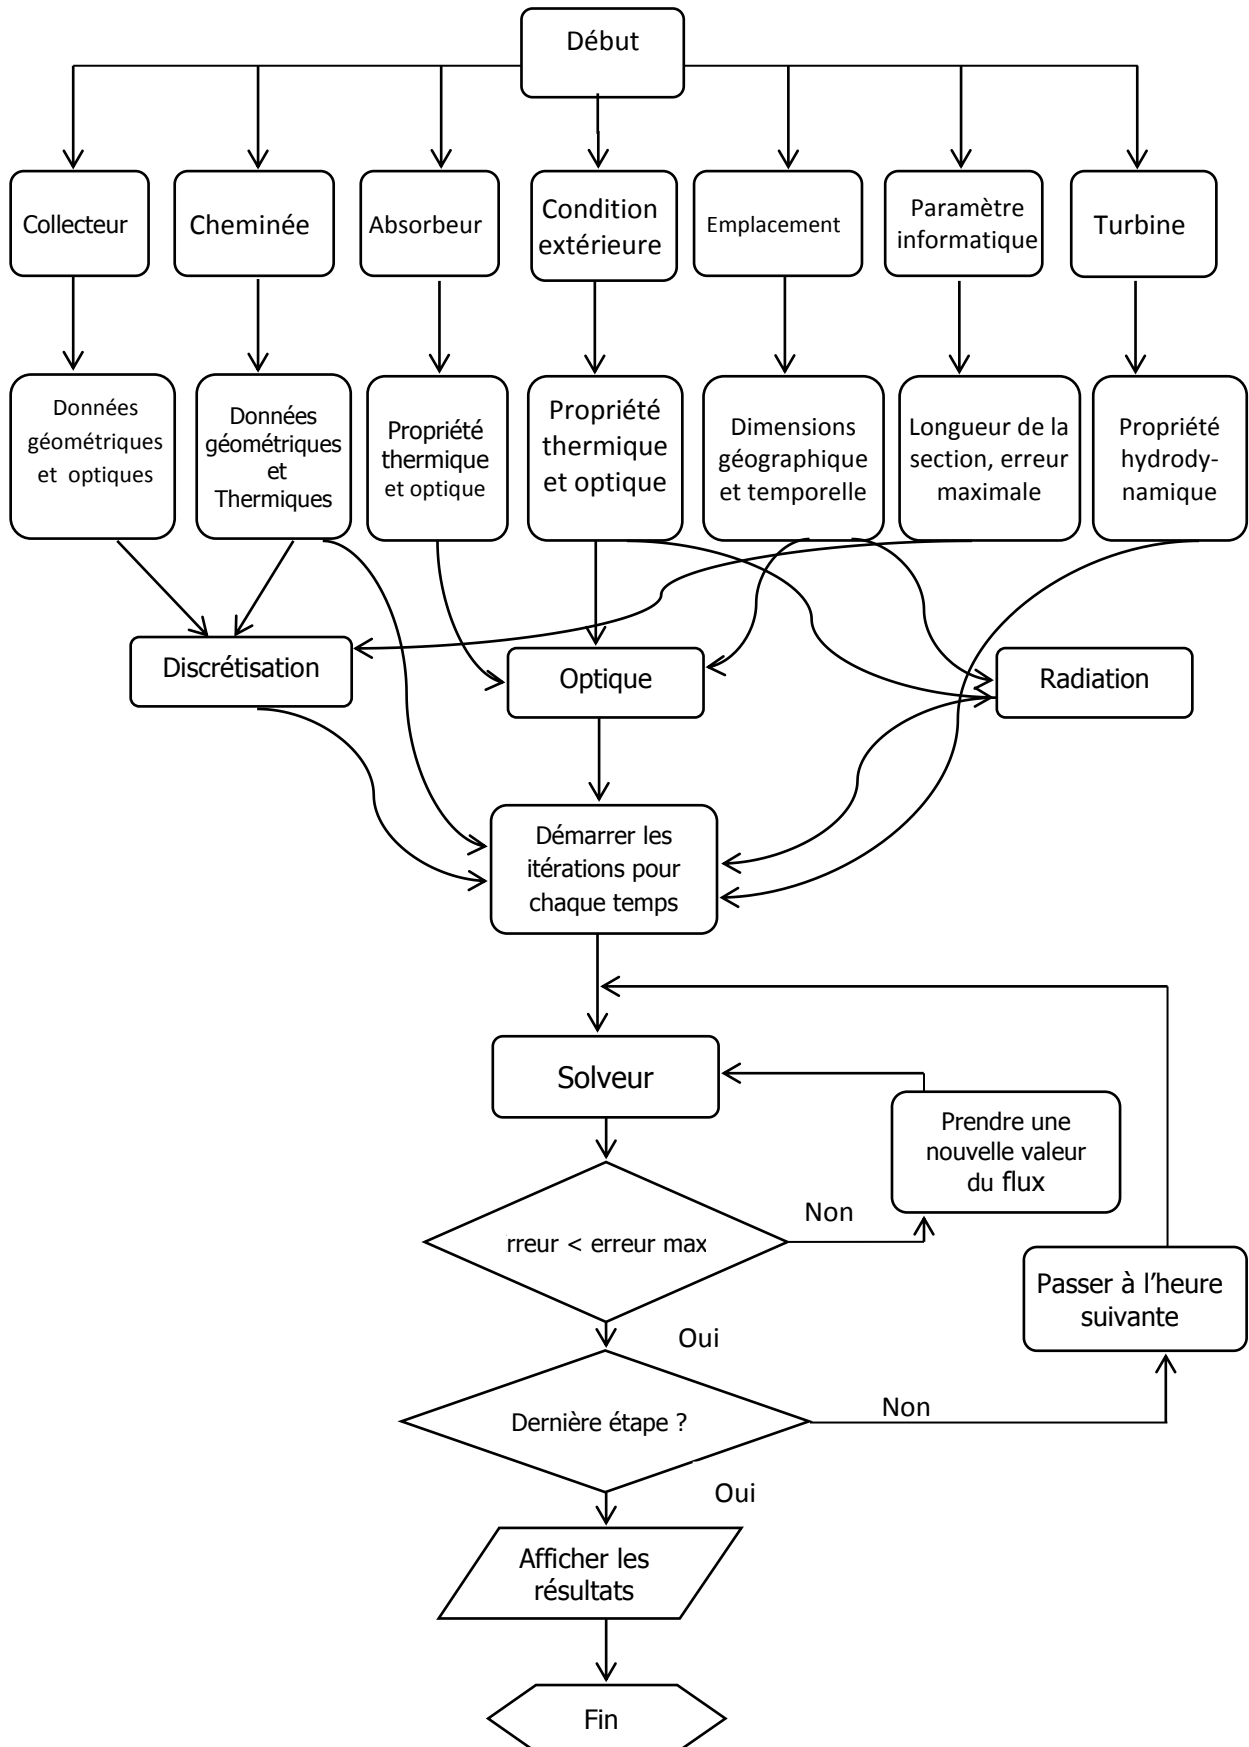 Début
Collecteur
Cheminée
Absorbeur
Condition
extérieure
Emplacement
Paramètre
informatique
Turbine
Données
géométriques
et optiques
Données
géométriques
et
Thermiques
Propriété
thermique
et optique
Propriété
thermique
et optique
Dimensions
géographique
et temporelle
Longueur de la
section, erreur
maximale
Propriété
hydrody-
namique
Discrétisation
Optique
Radiation
Démarrer les
itérations pour
chaque temps
Solveur
Prendre une
nouvelle valeur
du flux
Non
rreur < erreur max
Passer à l’heure
suivante
Oui
Non
Dernière étape ?
Oui
Afficher les
résultats
Fin